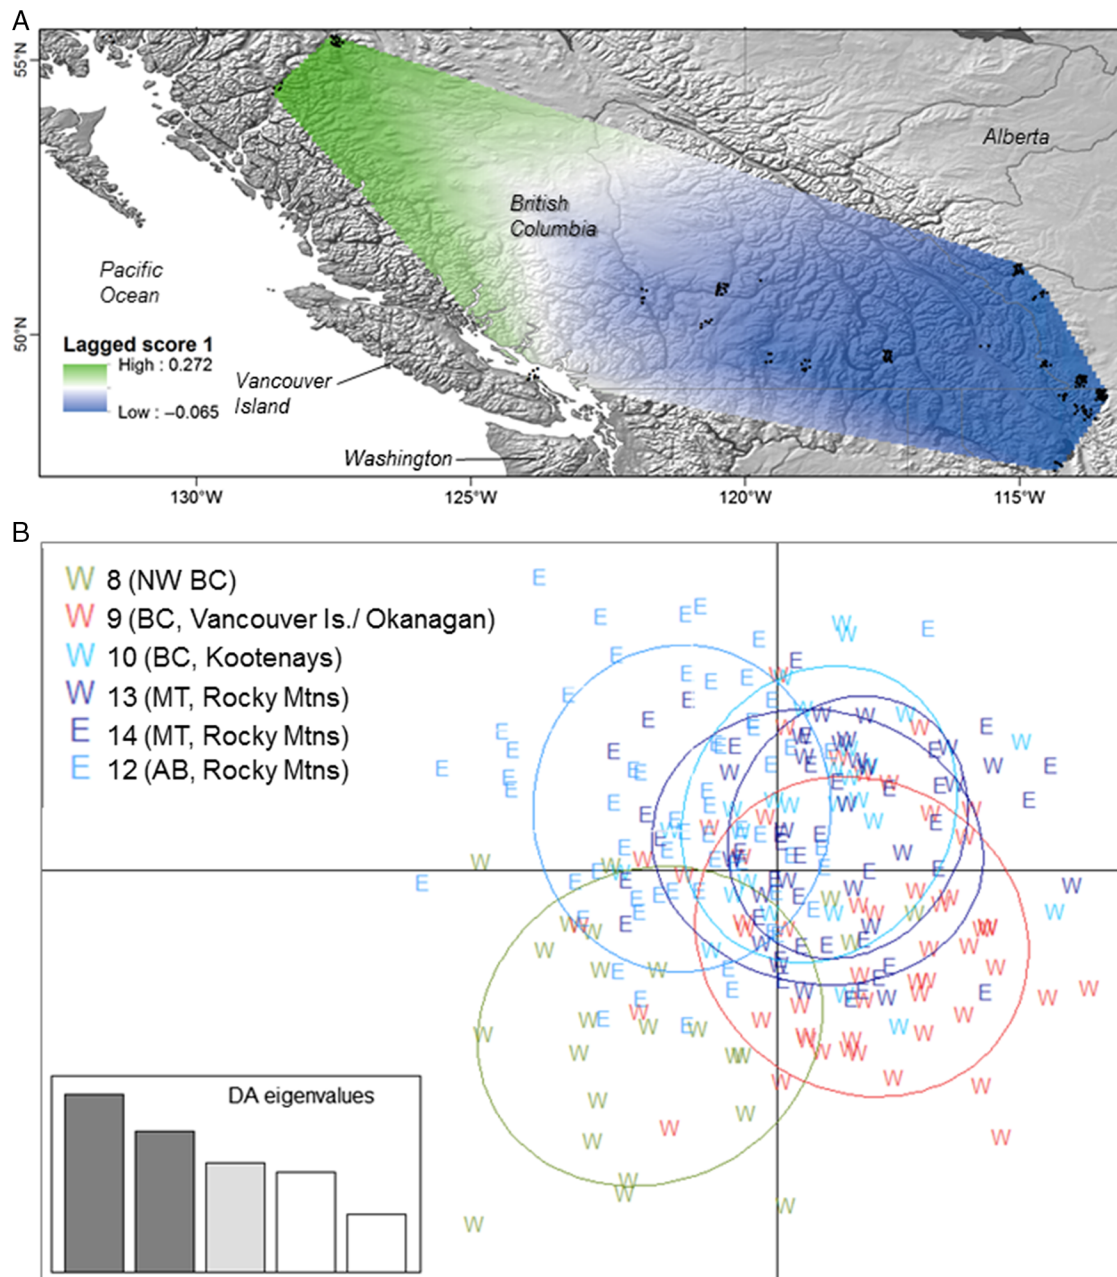 A
55°N
Alberta
British
Columbia
Pacific
Ocean
50°N
Lagged score 1
High : 0.272
Low : –0.065
Vancouver
Island
Washington
130°W
125°W
120°W
115°W
B
W 8 (NW BC)
W 9 (BC, Vancouver Is./ Okanagan)
W 10 (BC, Kootenays)
W 13 (MT, Rocky Mtns)
E 14 (MT, Rocky Mtns)
E 12 (AB, Rocky Mtns)
DA eigenvalues